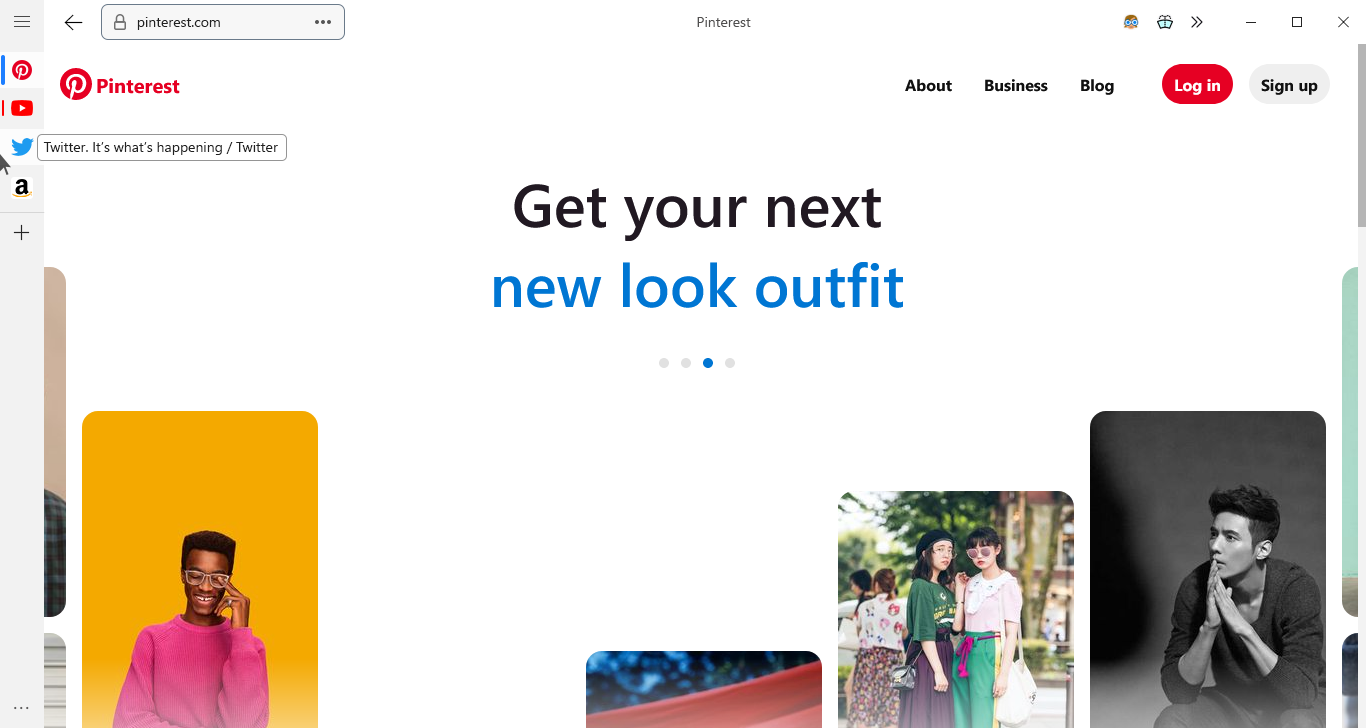 pinterest.com
Pinterest
Pinterest
About
Business
Blog
Log in
Sign up
Twitter. It's what's happening / Twitter
a
Get your next
new look outfit